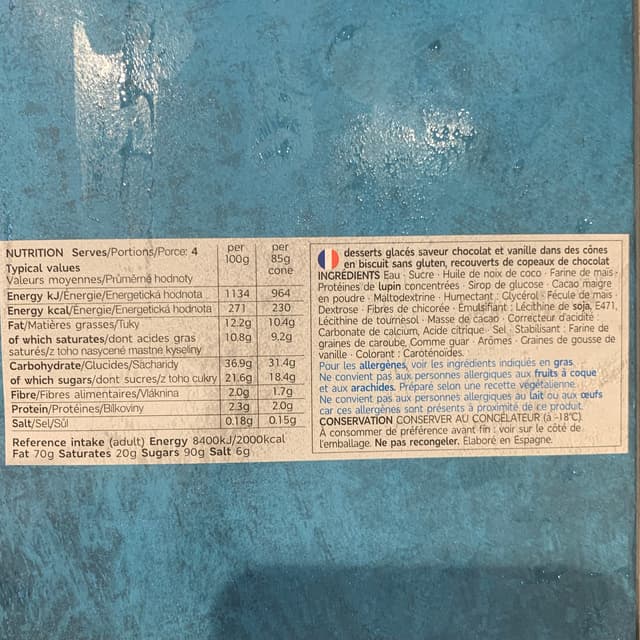 NUTRITION Serves/Portions/Porce: 4 per 100g per 85g cone
Typical values
Valeurs moyennes/Průměrné hodnoty
Energy kJ/Énergie/Energetická hodnota 1134 964
Energy kcal/Énergie/Energetická hodnota 271 230
Fat/Matières grasses/Tuky 12.2g 10.4g
of which saturates/dont acides gras 10.8g 9.2g
saturés/z toho nasycené mastné kyseliny
Carbohydrate/Glucides/Sacharidy 36.9g 31.4g
of which sugars/dont sucres/z toho cukry 21.6g 18.4g
Fibre/Fibres alimentaires/Vláknina 2.0g 1.7g
Protein/Protéines/Bílkoviny 2.3g 2.0g
Salt/Sel/Sůl 0.18g 0.15g
Reference intake (adult) Energy 8400kJ/2000kcal
Fat 70g Saturates 20g Sugars 90g Salt 6g
desserts glacés saveur chocolat et vanille dans des cônes
en biscuit sans gluten, recouverts de copeaux de chocolat
INGRÉDIENTS Eau · Sucre · Huile de noix de coco · Farine de maïs ·
Protéines de lupin concentrées · Sirop de glucose · Cacao maigre
en poudre · Maltodextrine · Humectant : Glycérol · Fécule de maïs ·
Dextrose · Fibres de chicorée · Émulsifiant : Lécithine de soja, E471,
Lécithine de tournesol · Masse de cacao · Correcteur d'acidité :
Carbonate de calcium, Acide citrique · Sel · Stabilisant : Farine de
graines de caroube, Gomme guar · Arômes · Graines de gousse de
vanille · Colorant : Caroténoïdes.
Pour les allergènes, voir les ingrédients indiqués en gras.
Ne convient pas aux personnes allergiques aux fruits à coque
et aux arachides. Préparé selon une recette végétalienne.
Ne convient pas aux personnes allergiques au lait ou aux œufs
car ces allergènes sont présents à proximité de ce produit.
CONSERVATION CONSERVER AU CONGÉLATEUR (à -18°C)
À consommer de préférence avant fin : voir sur le côté de
l'emballage. Ne pas recongeler. Élaboré en Espagne.